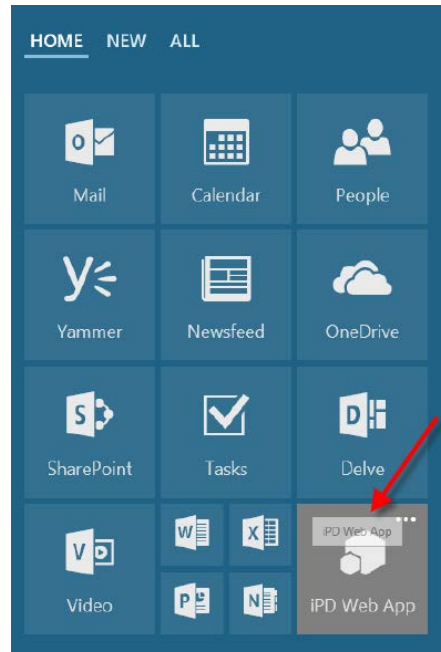 HOME NEW ALL
Mail Calendar People
Yammer Newsfeed OneDrive
SharePoint Tasks Delve
iPD Web App
Video iPD Web App